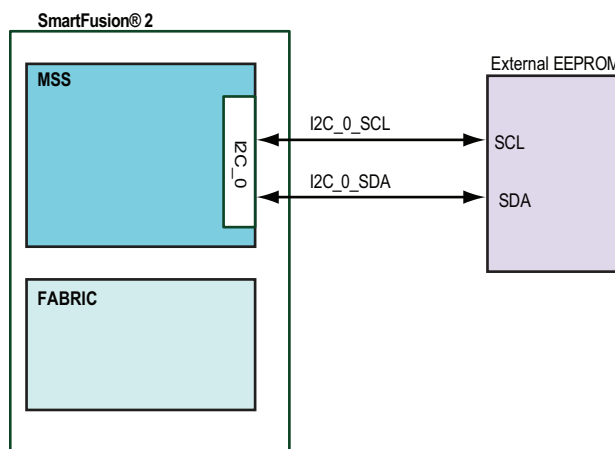 SmartFusion® 2
MSS
External EEPROM
I2C_0_SCL
SCL
I2C_0
I2C_0_SDA
SDA
FABRIC